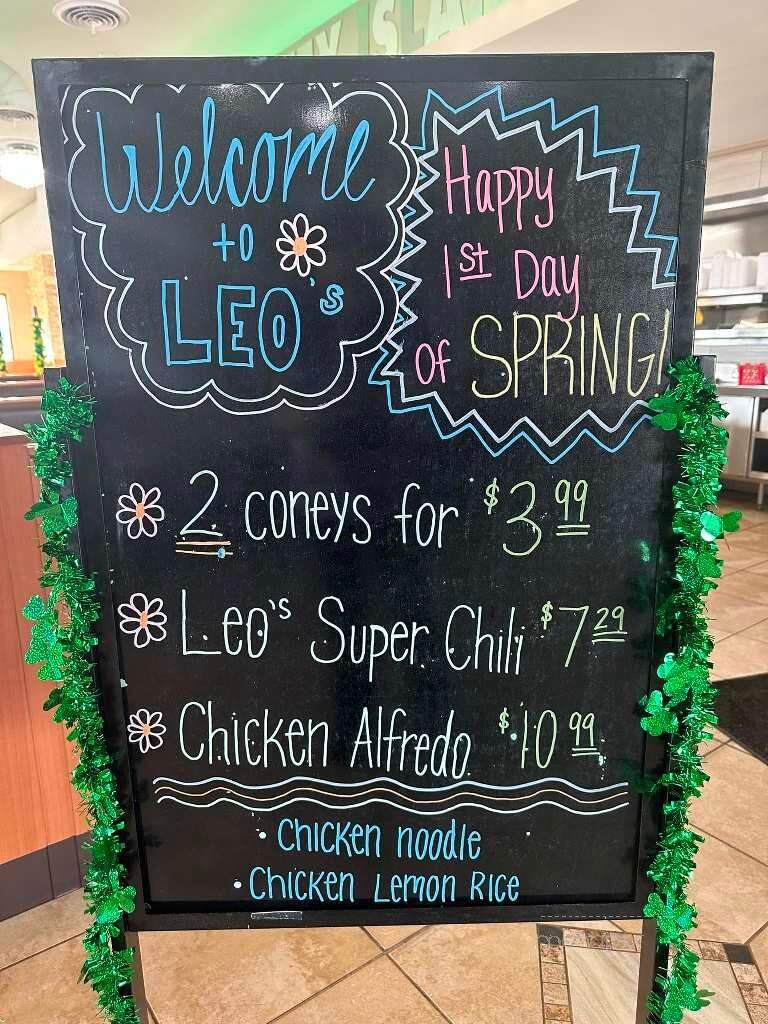 Welcome
to
LEO's
Happy
1st Day
of SPRING!
2 coneys for $3.99
Leo's Super Chili $7.29
Chicken Alfredo $10.99
• Chicken noodle •
• Chicken Lemon Rice